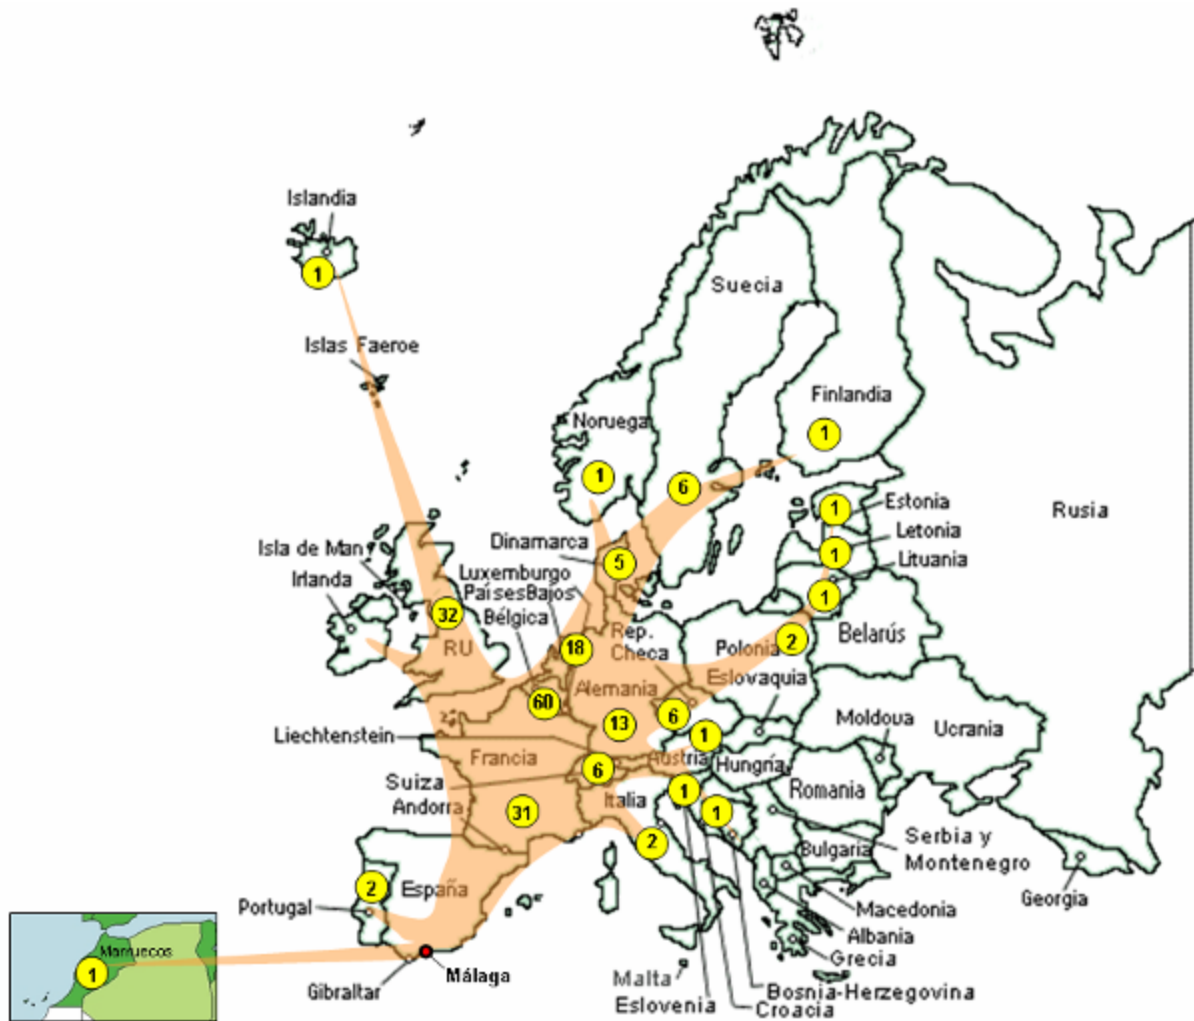 Islandia
1
Islas Faeroe
Suecia
Finlandia
1
Noruega
1
6
Rusia
1
Estonia
Letonia
1
Lituania
1
Dinamarca
5
Isla de Man
Irlanda
Luxemburgo
PaísesBajos
Bélgica
32
RU
18
Rep.
Checa
Polonia
2
Belarús
Eslovaquia
Alemania
60
13
6
Moldova
Ucrania
Liechtenstein
Francia
1
Austria
Hungría
6
Suiza
Andorra
Italia
1
1
Romania
31
2
Serbia y
Montenegro
Bulgaria
Georgia
2
España
Portugal
Macedonia
Albania
Grecia
Marruecos
1
Málaga
Gibraltar
Malta
Eslovenia
Bosnia-Herzegovina
Croacia